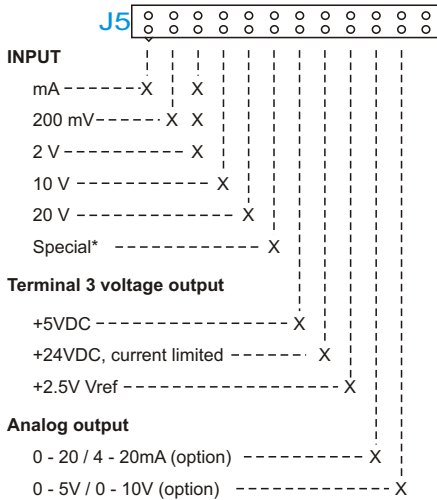 J5
INPUT
mA X X
200 mV X X
2 V X
10 V X
20 V X
Special* X
Terminal 3 voltage output
+5VDC X
+24VDC, current limited X
+2.5V Vref X
Analog output
0 - 20 / 4 - 20mA (option) X
0 - 5V / 0 - 10V (option) X